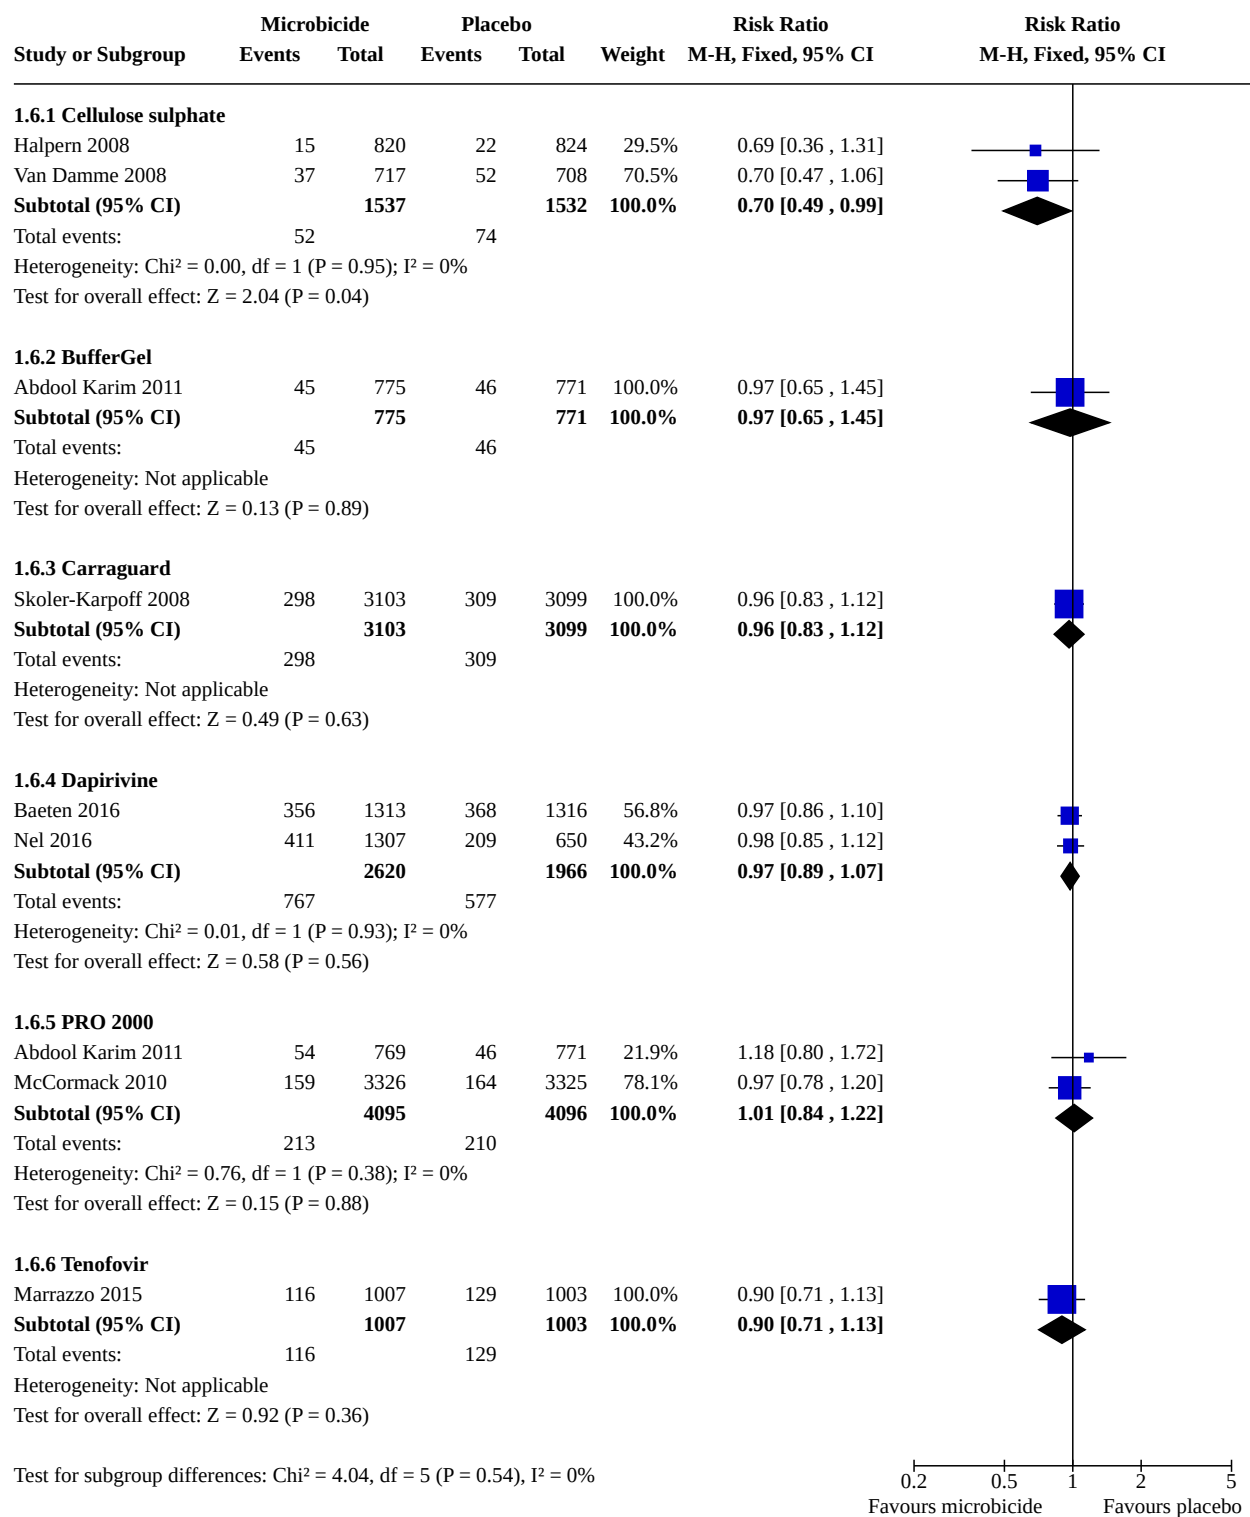 Microbicide Placebo Risk Ratio Risk Ratio
Study or Subgroup Events Total Events Total Weight M-H, Fixed, 95% CI M-H, Fixed, 95% CI
1.6.1 Cellulose sulphate
Halpern 2008 15 820 22 824 29.5% 0.69 [0.36 , 1.31]
Van Damme 2008 37 717 52 708 70.5% 0.70 [0.47 , 1.06]
Subtotal (95% CI) 1537 1532 100.0% 0.70 [0.49 , 0.99]
Total events: 52 74
Heterogeneity: Chi² = 0.00, df = 1 (P = 0.95); I² = 0%
Test for overall effect: Z = 2.04 (P = 0.04)
1.6.2 BufferGel
Abdool Karim 2011 45 775 46 771 100.0% 0.97 [0.65 , 1.45]
Subtotal (95% CI) 775 771 100.0% 0.97 [0.65 , 1.45]
Total events: 45 46
Heterogeneity: Not applicable
Test for overall effect: Z = 0.13 (P = 0.89)
1.6.3 Carraguard
Skoler-Karpoff 2008 298 3103 309 3099 100.0% 0.96 [0.83 , 1.12]
Subtotal (95% CI) 3103 3099 100.0% 0.96 [0.83 , 1.12]
Total events: 298 309
Heterogeneity: Not applicable
Test for overall effect: Z = 0.49 (P = 0.63)
1.6.4 Dapirivine
Baeten 2016 356 1313 368 1316 56.8% 0.97 [0.86 , 1.10]
Nel 2016 411 1307 209 650 43.2% 0.98 [0.85 , 1.12]
Subtotal (95% CI) 2620 1966 100.0% 0.97 [0.89 , 1.07]
Total events: 767 577
Heterogeneity: Chi² = 0.01, df = 1 (P = 0.93); I² = 0%
Test for overall effect: Z = 0.58 (P = 0.56)
1.6.5 PRO 2000
Abdool Karim 2011 54 769 46 771 21.9% 1.18 [0.80 , 1.72]
McCormack 2010 159 3326 164 3325 78.1% 0.97 [0.78 , 1.20]
Subtotal (95% CI) 4095 4096 100.0% 1.01 [0.84 , 1.22]
Total events: 213 210
Heterogeneity: Chi² = 0.76, df = 1 (P = 0.38); I² = 0%
Test for overall effect: Z = 0.15 (P = 0.88)
1.6.6 Tenofovir
Marrazzo 2015 116 1007 129 1003 100.0% 0.90 [0.71 , 1.13]
Subtotal (95% CI) 1007 1003 100.0% 0.90 [0.71 , 1.13]
Total events: 116 129
Heterogeneity: Not applicable
Test for overall effect: Z = 0.92 (P = 0.36)
Test for subgroup differences: Chi² = 4.04, df = 5 (P = 0.54), I² = 0%
0.2 0.5 1 2 5
Favours microbicide Favours placebo